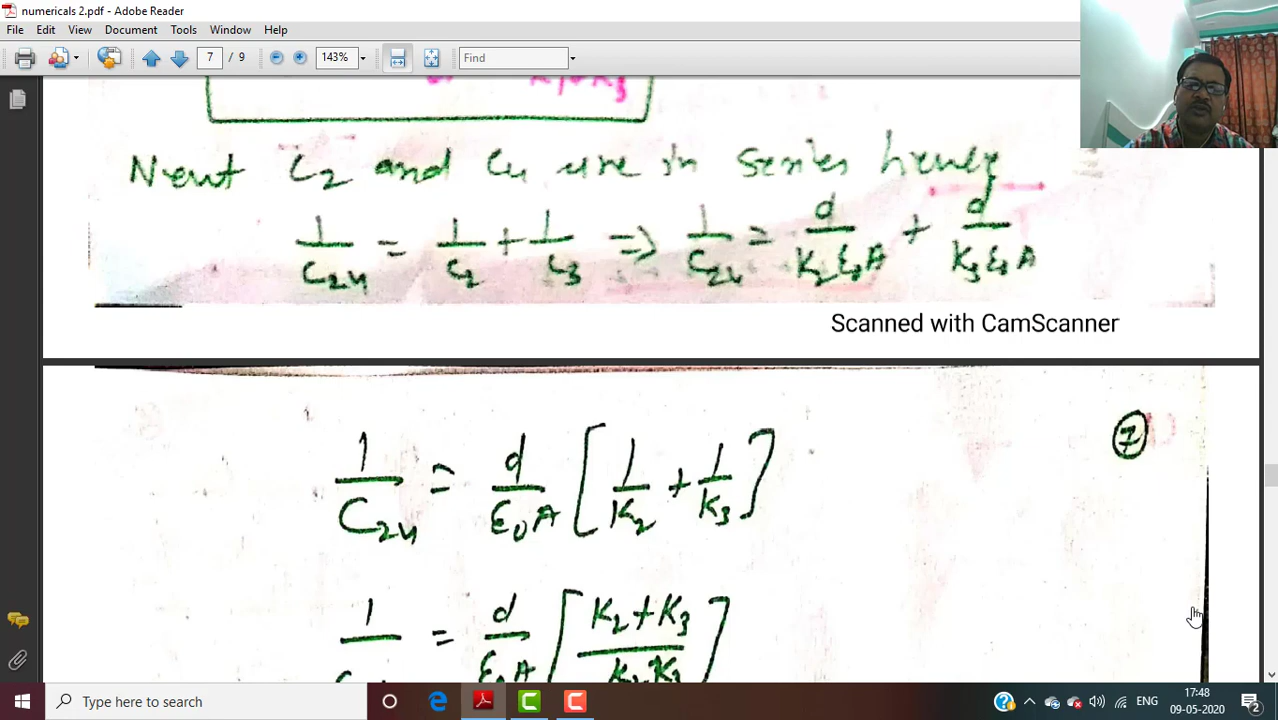 numericals 2.pdf - Adobe Reader
File Edit View Document Tools Window Help
7 / 9 143% Find
Next C2 and C4 are in series hence
1/C24 = 1/C2 + 1/C3 => 1/C24 = d/K2ε0A + d/K3ε0A
Scanned with CamScanner
7
1/C24 = d/ε0A [1/K2 + 1/K3]
1/ = d/ε0A [K2+K3/K2K3]
Type here to search
ENG
17:48
09-05-2020
2